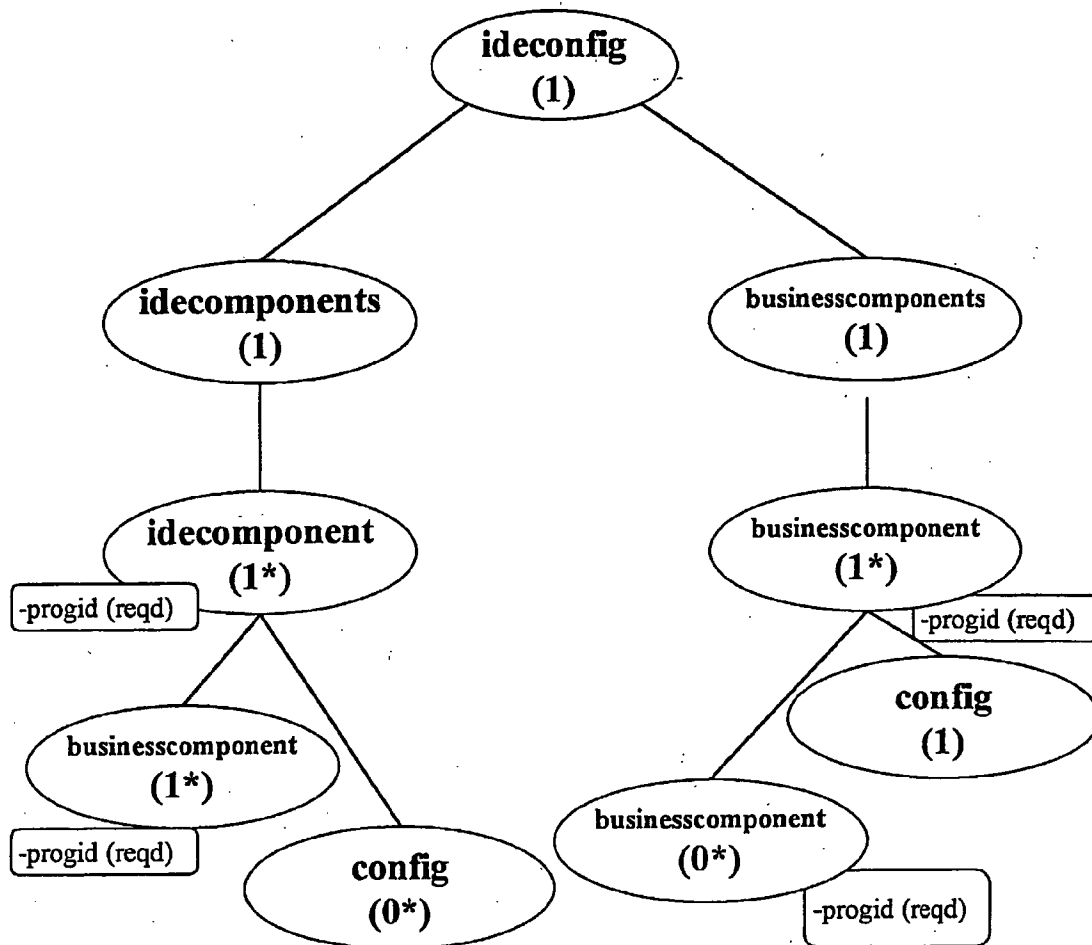 ideconfig
(1)
idecomponents
(1)
businesscomponents
(1)
idecomponent
(1*)
-progid (reqd)
businesscomponent
(1*)
-progid (reqd)
businesscomponent
(1*)
-progid (reqd)
config
(0*)
config
(1)
businesscomponent
(0*)
-progid (reqd)